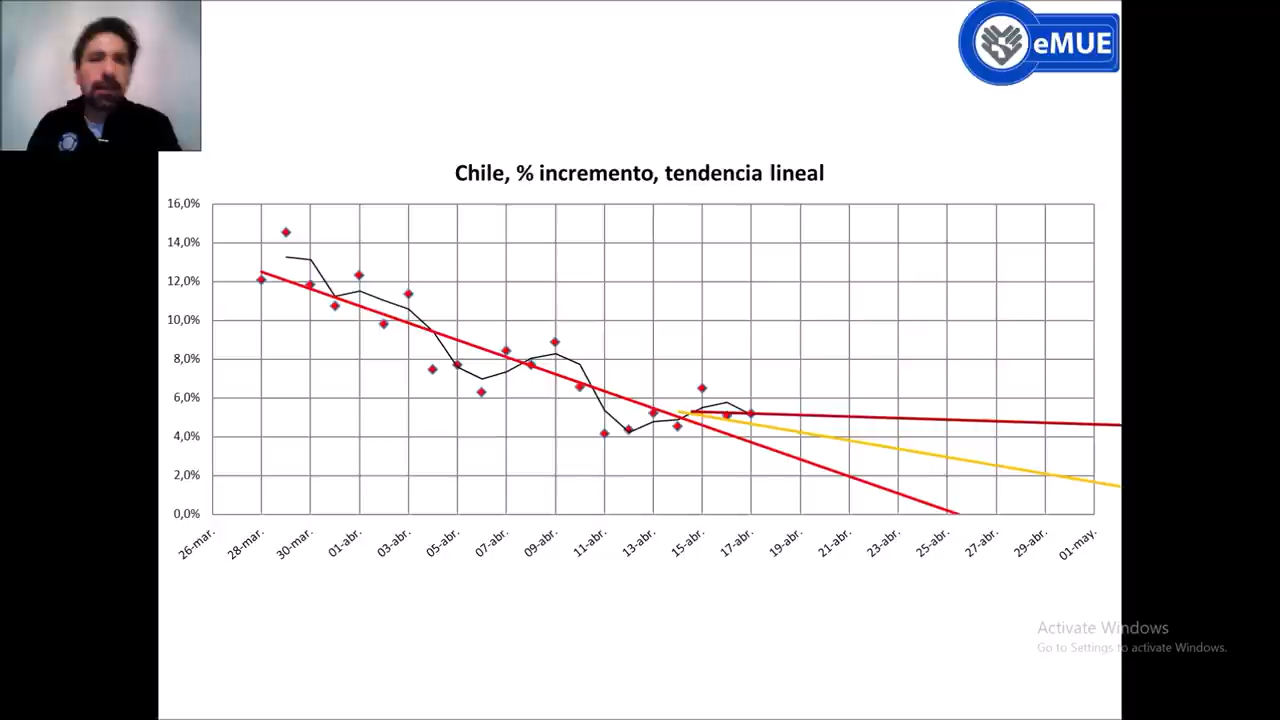 eMUE
Chile, % incremento, tendencia lineal
16,0%
14,0%
12,0%
10,0%
8,0%
6,0%
4,0%
2,0%
0,0%
26-mar.
28-mar.
30-mar.
01-abr.
03-abr.
05-abr.
07-abr.
09-abr.
11-abr.
13-abr.
15-abr.
17-abr.
19-abr.
21-abr.
23-abr.
25-abr.
27-abr.
29-abr.
01-may.
Activate Windows
Go to Settings to activate Windows.